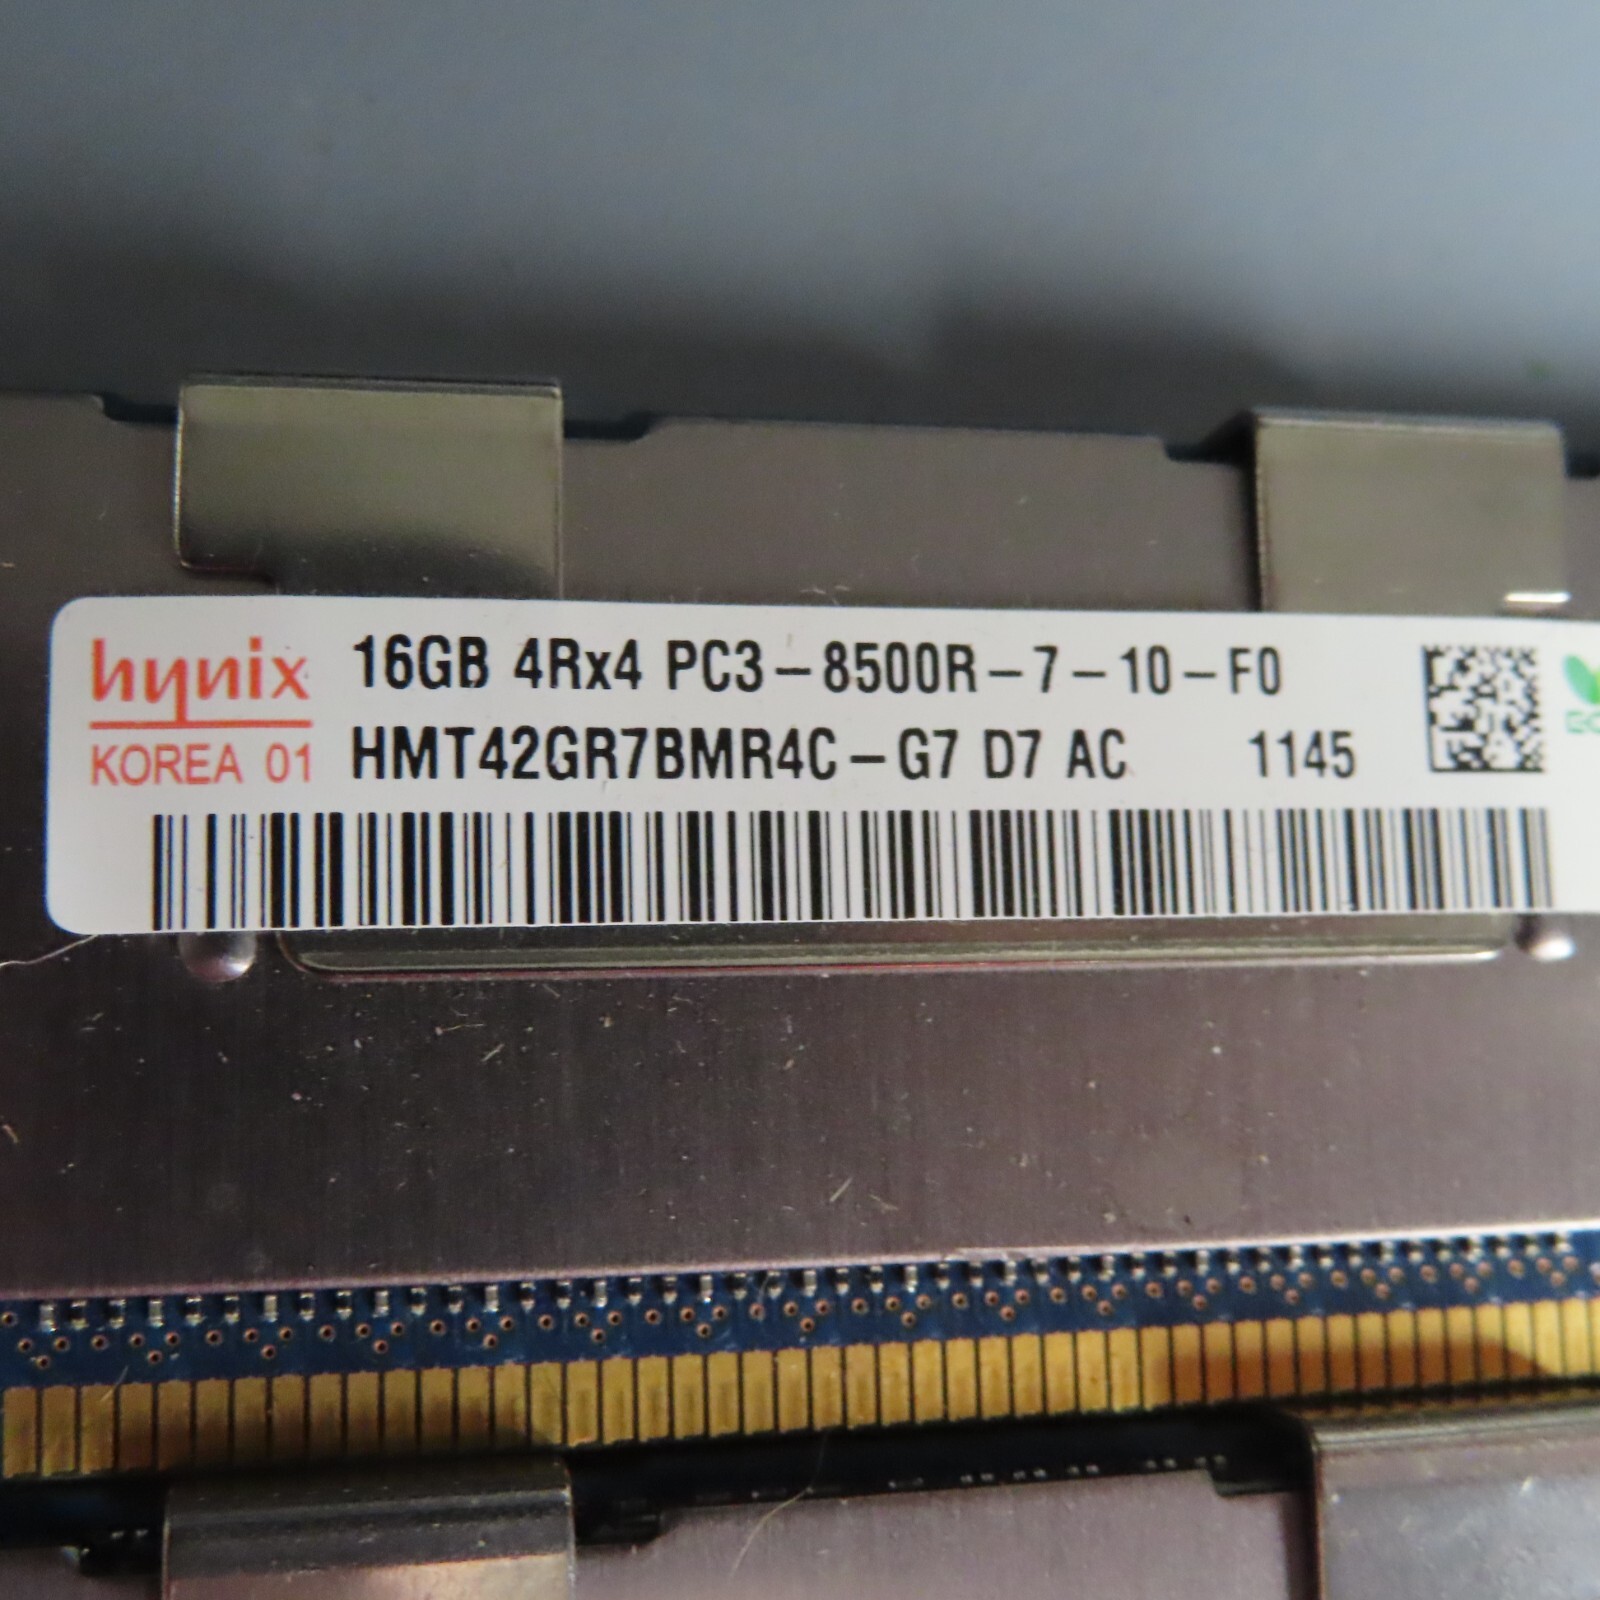 hynix
KOREA 01
16GB 4Rx4 PC3-8500R-7-10-F0
HMT42GR7BMR4C-G7 D7 AC 1145